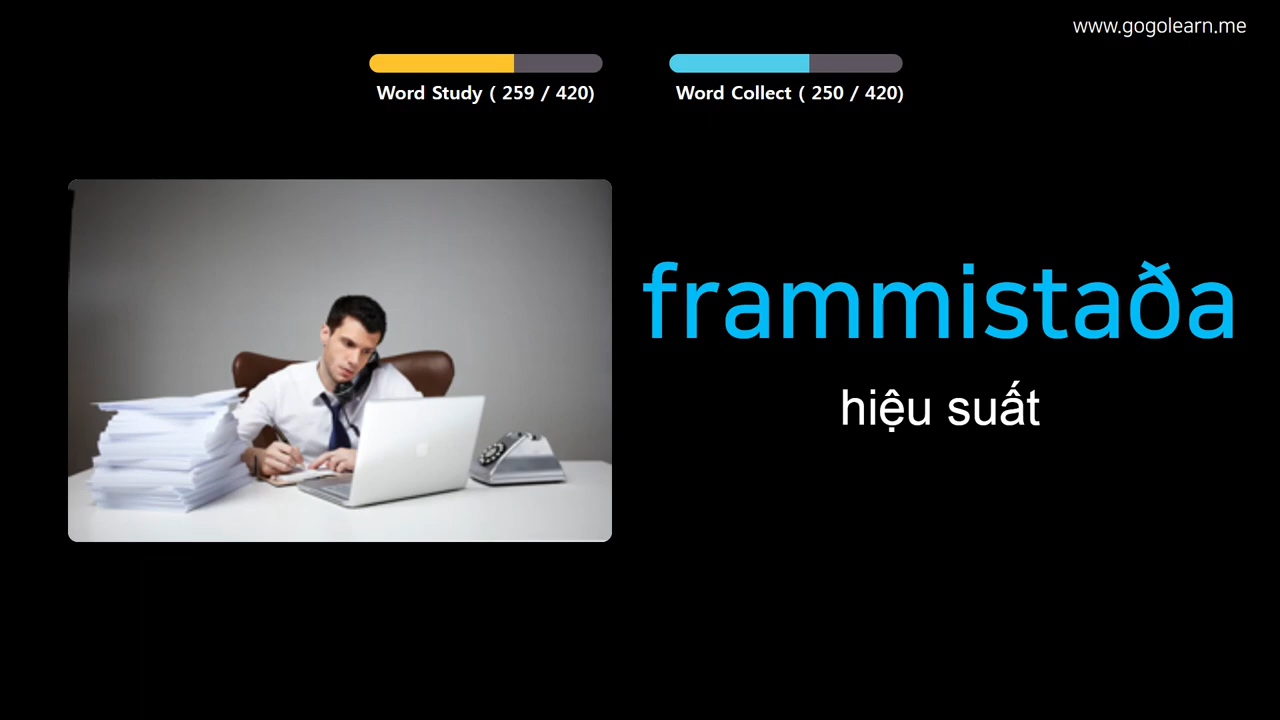 www.gogolearn.me
Word Study ( 259 / 420)
Word Collect ( 250 / 420)
frammistaða
hiệu suất